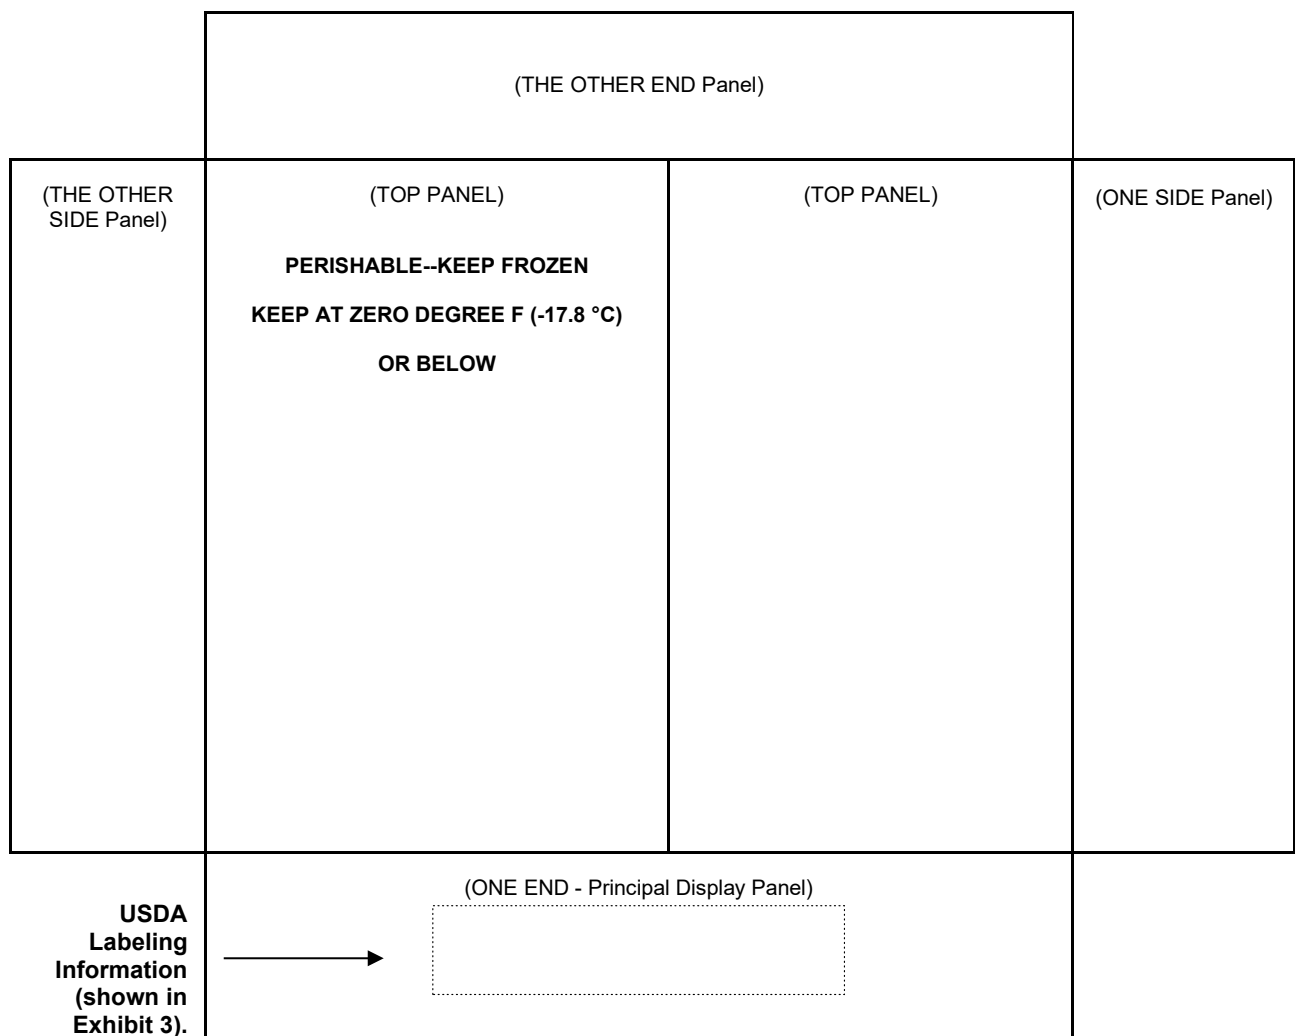 (THE OTHER END Panel)
(THE OTHER
SIDE Panel)
(TOP PANEL)
PERISHABLE--KEEP FROZEN
KEEP AT ZERO DEGREE F (-17.8 °C)
OR BELOW
(TOP PANEL)
(ONE SIDE Panel)
(ONE END - Principal Display Panel)
USDA
Labeling
Information
(shown in
Exhibit 3).